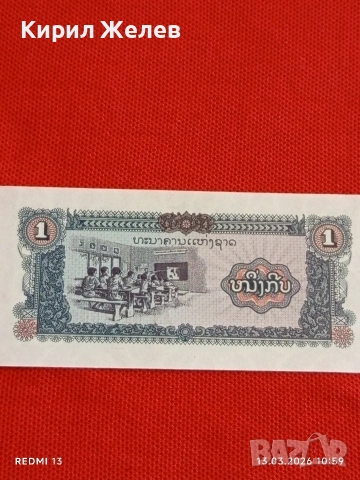 Кирил Желев
ທະນາຄານແຫ່ງຊາດ
1 1
ໜຶ່ງກີບ
REDMI 13
13.03.2026 10:59
BAZAR